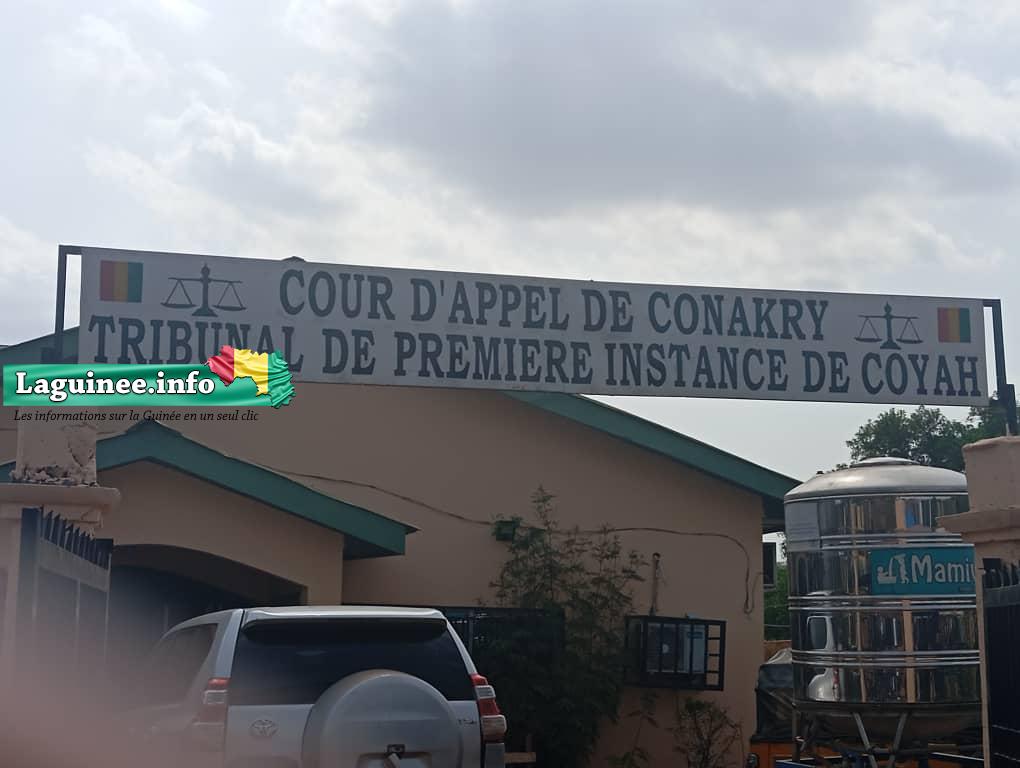 COUR D'APPEL DE CONAKRY
TRIBUNAL DE PREMIERE INSTANCE DE COYAH
Laguinee.info
Les informations sur la Guinée en un seul clic